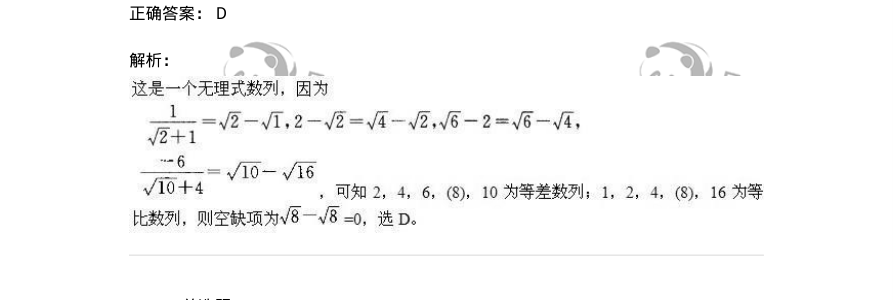 正确答案： D
解析：
这是一个无理式数列，因为
1/(√2+1)=√2-√1,2-√2=√4-√2,√6-2=√6-√4,
-6/(√10+4)=√10-√16，可知 2，4，6，(8)，10 为等差数列；1，2，4，(8)，16 为等
比数列，则空缺项为√8-√8=0，选 D。